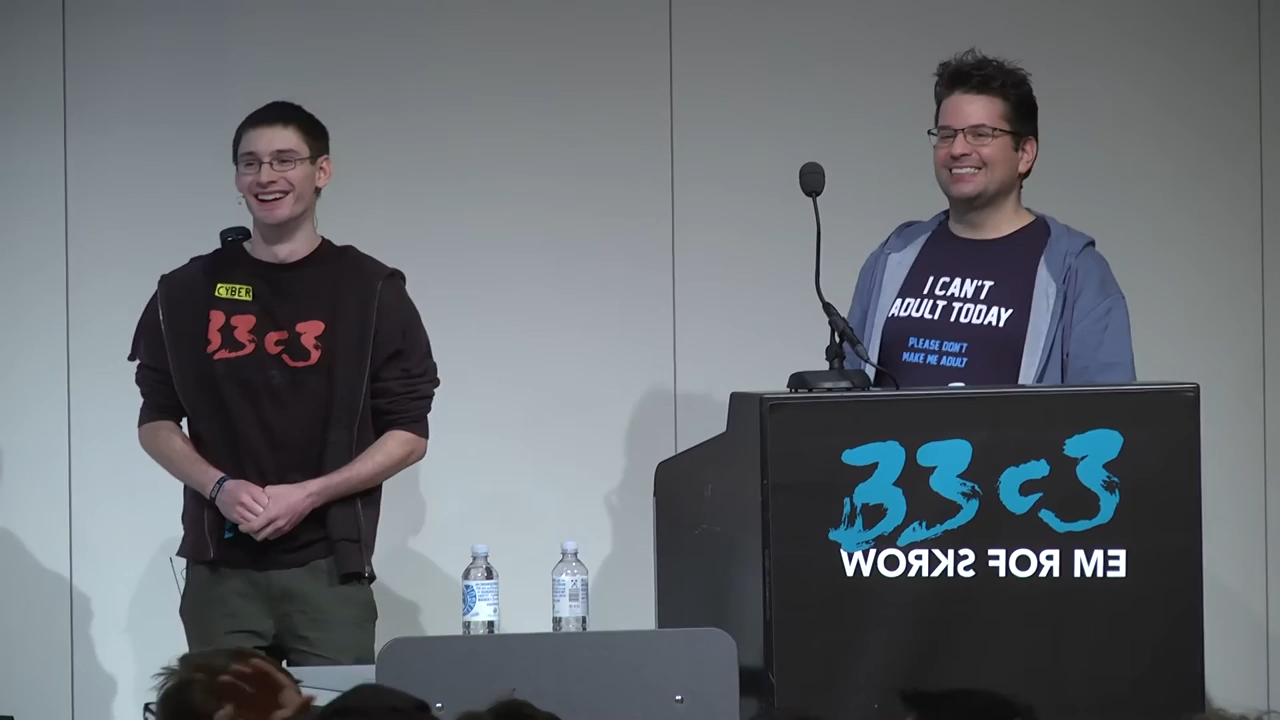 CYBER
33c3
I CAN'T
ADULT TODAY
PLEASE DON'T
MAKE ME ADULT
33c3
WORKS FOR ME